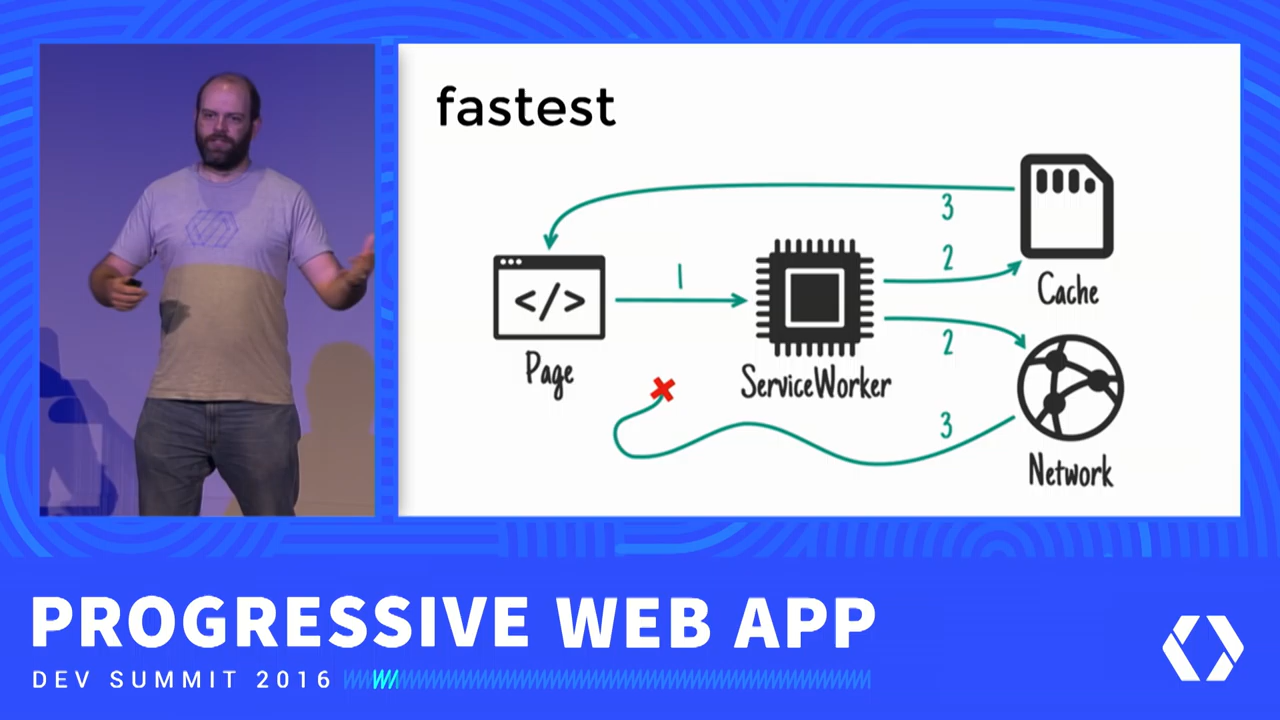 fastest
3
2
1
Cache
</>
2
Page
ServiceWorker
3
Network
PROGRESSIVE WEB APP
DEV SUMMIT 2016